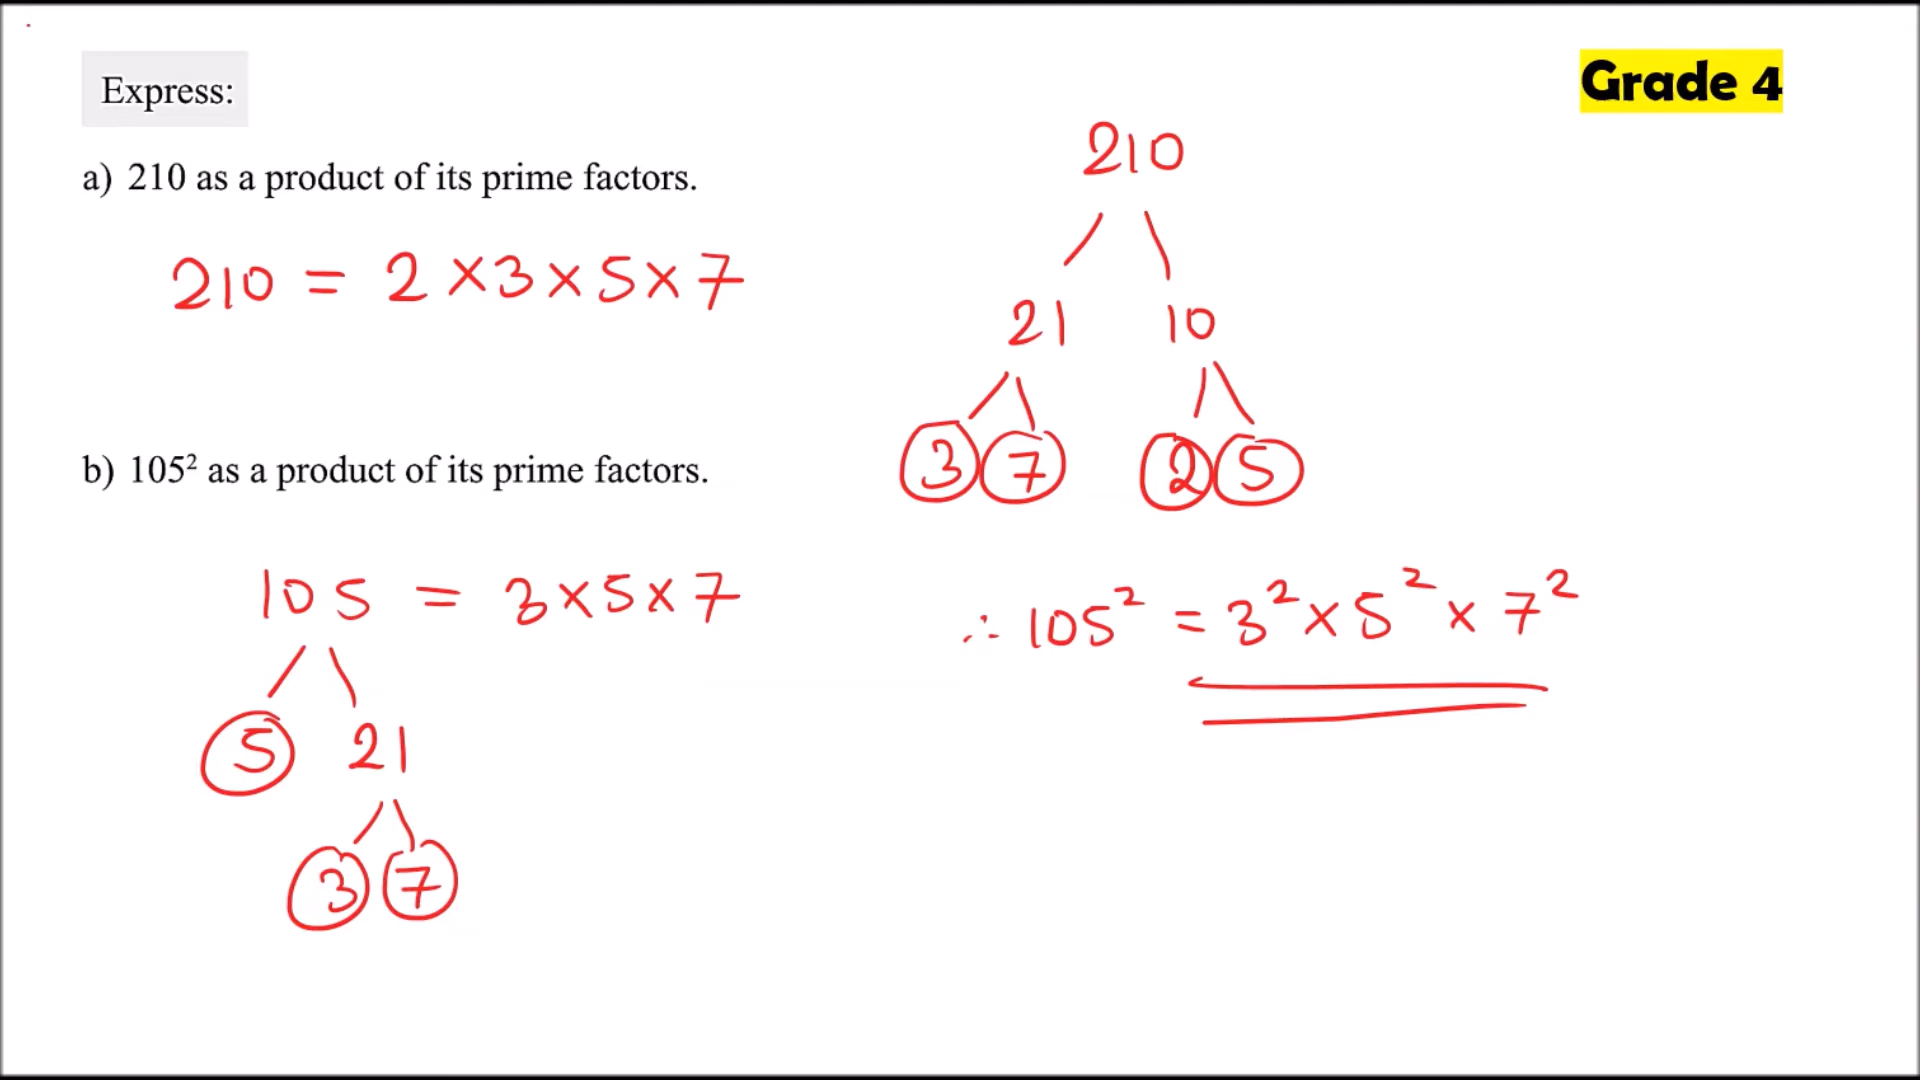 Express:
Grade 4
a) 210 as a product of its prime factors.
210 = 2 × 3 × 5 × 7
210
21 10
3 7 2 5
b) 105² as a product of its prime factors.
105 = 3 × 5 × 7
5 21
3 7
∴ 105² = 3² × 5² × 7²